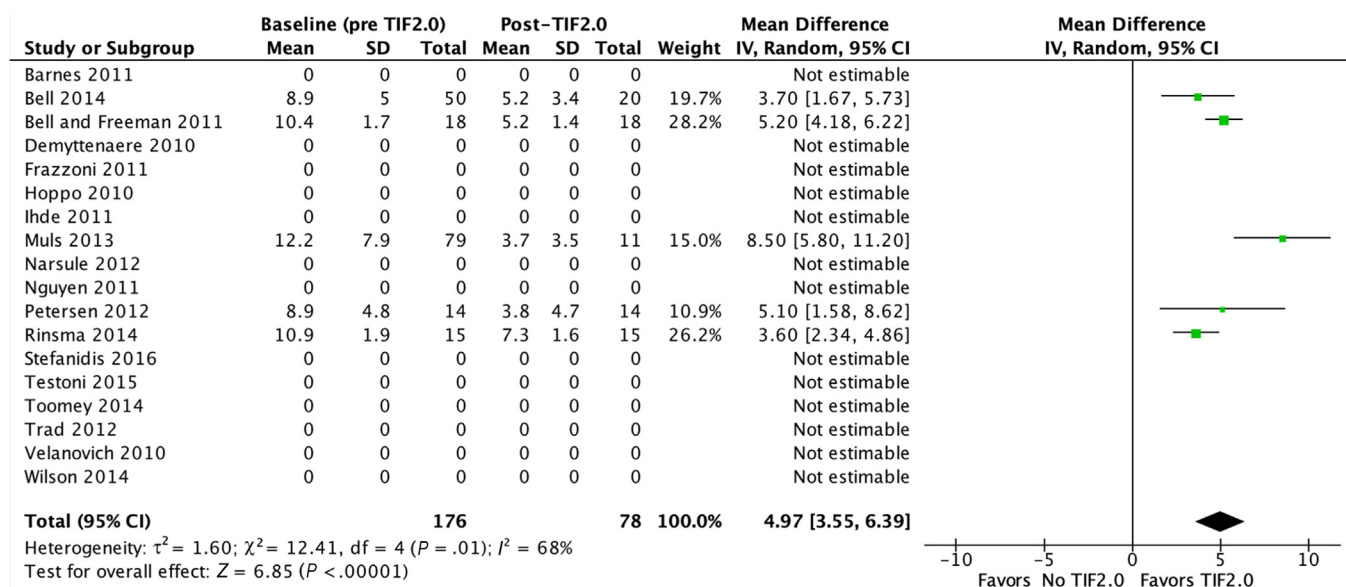 Baseline (pre TIF2.0) Post-TIF2.0 Mean Difference Mean Difference
Study or Subgroup Mean SD Total Mean SD Total Weight IV, Random, 95% CI IV, Random, 95% CI
Barnes 2011 0 0 0 0 0 0 Not estimable
Bell 2014 8.9 5 50 5.2 3.4 20 19.7% 3.70 [1.67, 5.73]
Bell and Freeman 2011 10.4 1.7 18 5.2 1.4 18 28.2% 5.20 [4.18, 6.22]
Demyttenaere 2010 0 0 0 0 0 0 Not estimable
Frazzoni 2011 0 0 0 0 0 0 Not estimable
Hoppo 2010 0 0 0 0 0 0 Not estimable
Ihde 2011 0 0 0 0 0 0 Not estimable
Muls 2013 12.2 7.9 79 3.7 3.5 11 15.0% 8.50 [5.80, 11.20]
Narsule 2012 0 0 0 0 0 0 Not estimable
Nguyen 2011 0 0 0 0 0 0 Not estimable
Petersen 2012 8.9 4.8 14 3.8 4.7 14 10.9% 5.10 [1.58, 8.62]
Rinsma 2014 10.9 1.9 15 7.3 1.6 15 26.2% 3.60 [2.34, 4.86]
Stefanidis 2016 0 0 0 0 0 0 Not estimable
Testoni 2015 0 0 0 0 0 0 Not estimable
Toomey 2014 0 0 0 0 0 0 Not estimable
Trad 2012 0 0 0 0 0 0 Not estimable
Velanovich 2010 0 0 0 0 0 0 Not estimable
Wilson 2014 0 0 0 0 0 0 Not estimable
Total (95% CI) 176 78 100.0% 4.97 [3.55, 6.39]
Heterogeneity: τ² = 1.60; χ² = 12.41, df = 4 (P = .01); I² = 68%
Test for overall effect: Z = 6.85 (P < .00001)
-10 -5 0 5 10
Favors No TIF2.0 Favors TIF2.0